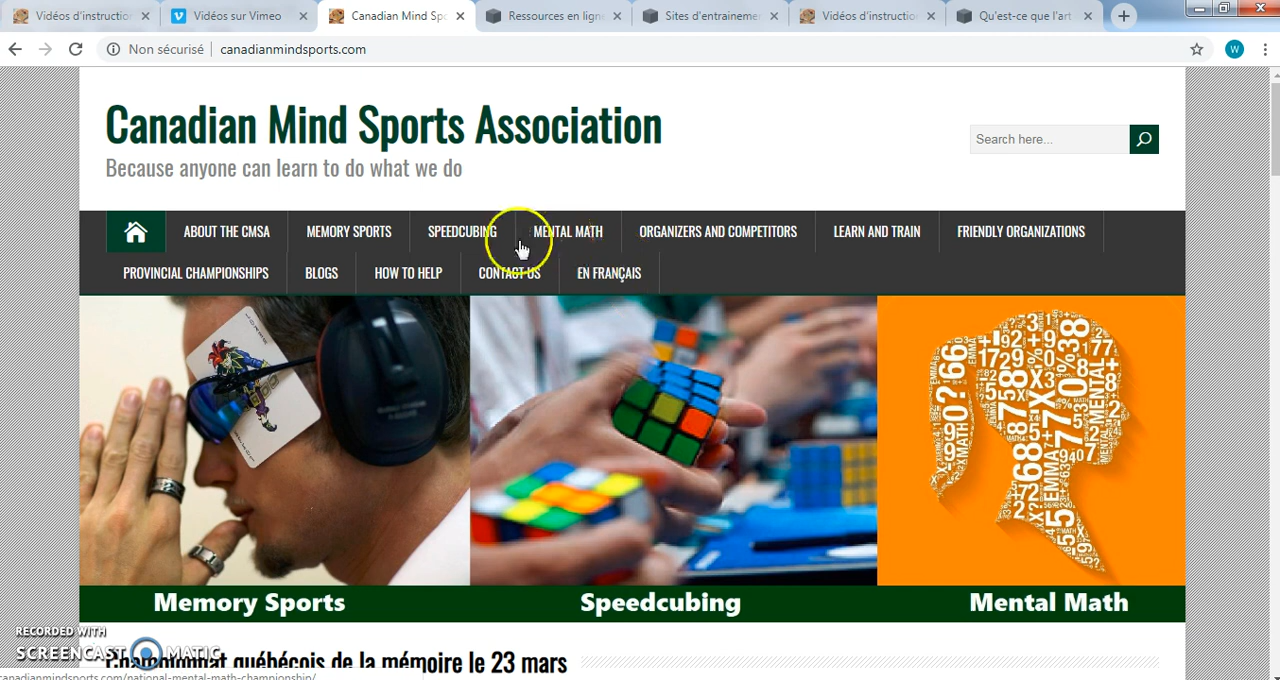 Vidéos d'instructio
Vidéos sur Vimeo
Canadian Mind Spo
Ressources en lign
Sites d'entraineme
Vidéos d'instructio
Qu'est-ce que l'art
Non sécurisé
canadianmindsports.com
W
Canadian Mind Sports Association
Because anyone can learn to do what we do
Search here...
ABOUT THE CMSA
MEMORY SPORTS
SPEEDCUBING
MENTAL MATH
ORGANIZERS AND COMPETITORS
LEARN AND TRAIN
FRIENDLY ORGANIZATIONS
PROVINCIAL CHAMPIONSHIPS
BLOGS
HOW TO HELP
CONTACT US
EN FRANÇAIS
Memory Sports
Speedcubing
Mental Math
RECORDED WITH
SCREENCAST MATIC
Championnat québécois de la mémoire le 23 mars
canadianmindsports.com/national-mental-math-championship/